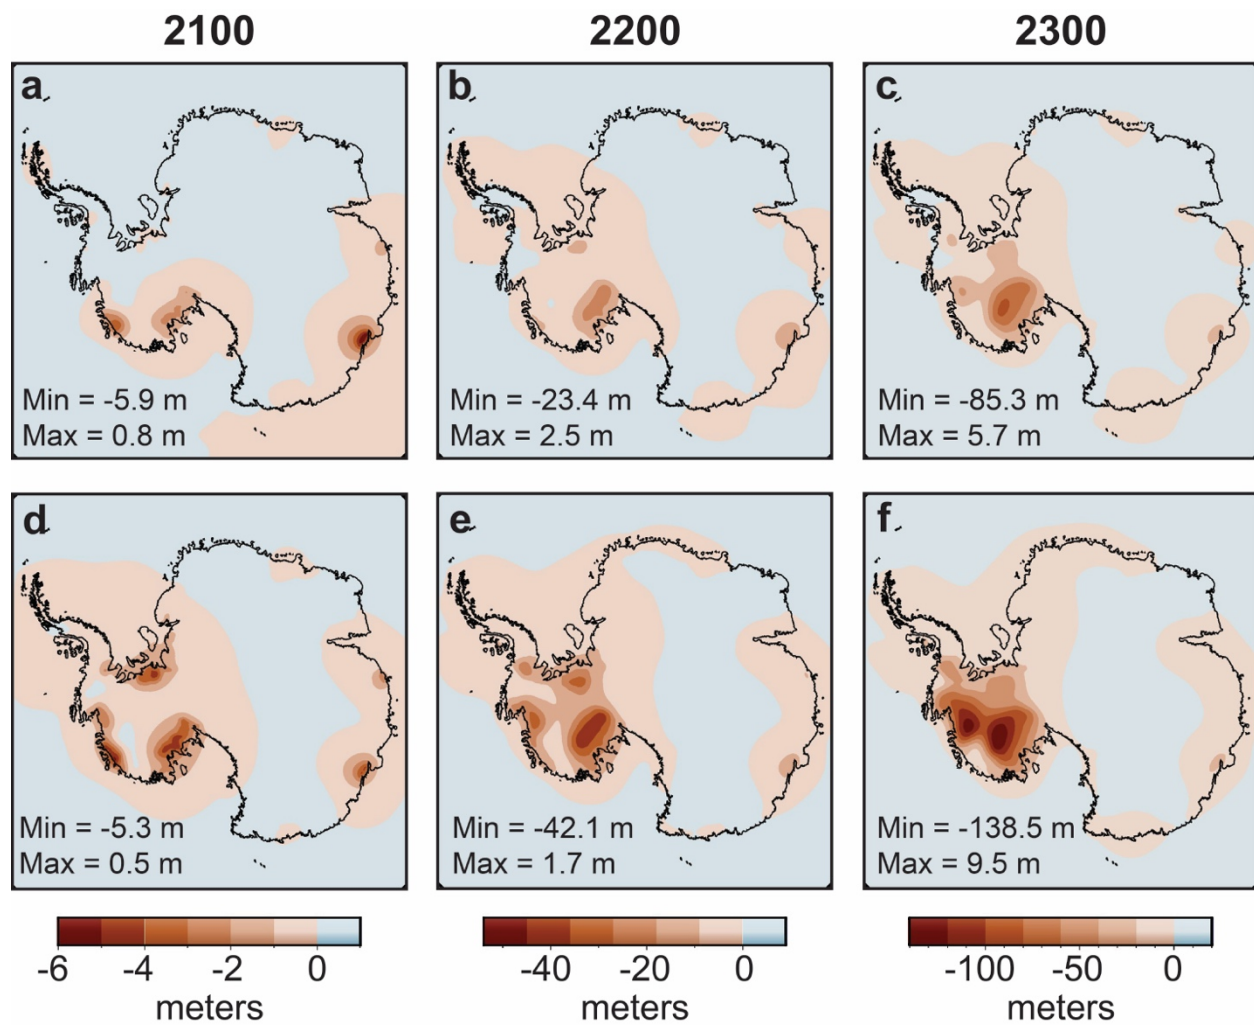 2100 2200 2300
a b c
Min = -5.9 m Min = -23.4 m Min = -85.3 m
Max = 0.8 m Max = 2.5 m Max = 5.7 m
d e f
Min = -5.3 m Min = -42.1 m Min = -138.5 m
Max = 0.5 m Max = 1.7 m Max = 9.5 m
-6 -4 -2 0 -40 -20 0 -100 -50 0
meters meters meters